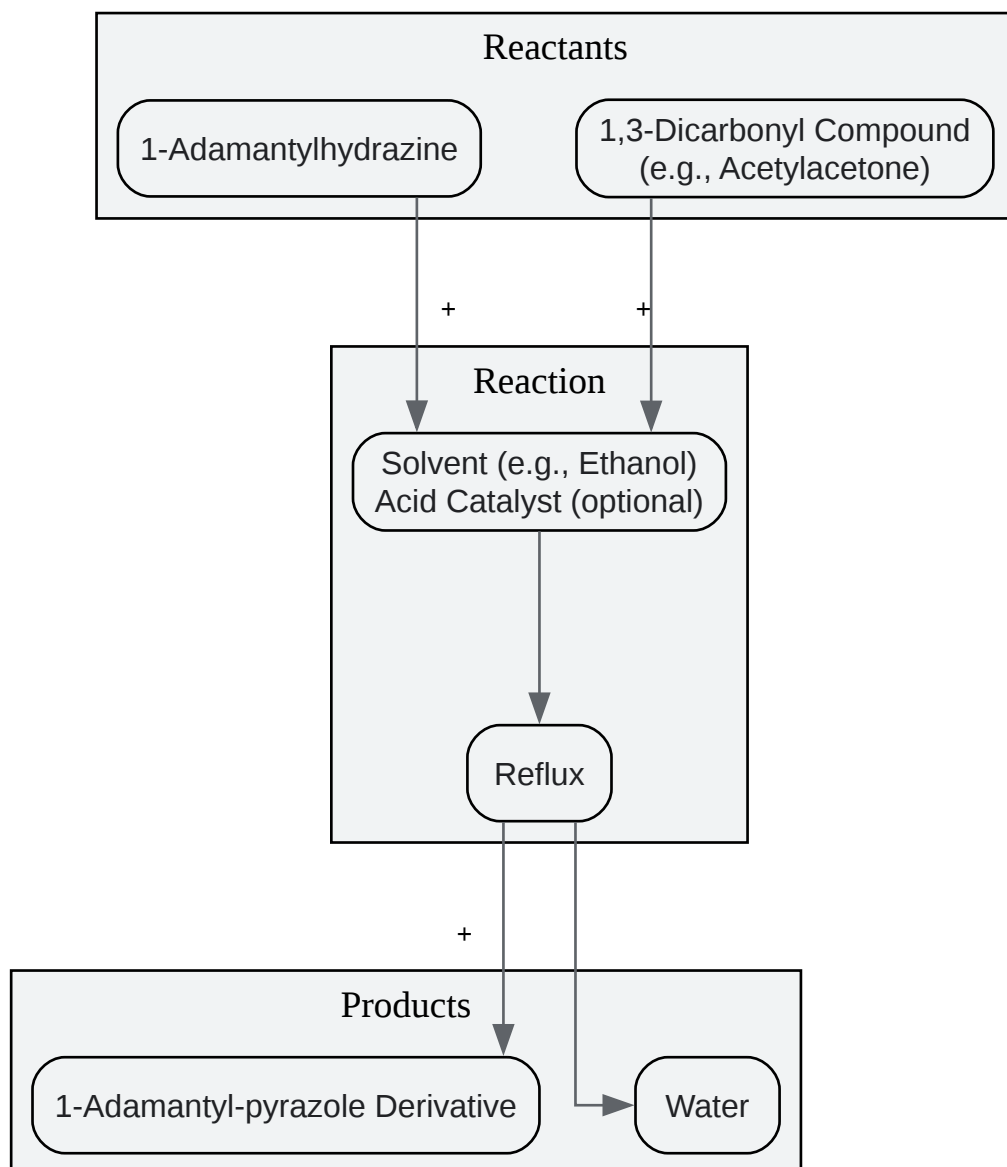 Reactants
1-Adamantylhydrazine
1,3-Dicarbonyl Compound
(e.g., Acetylacetone)
+
+
Reaction
Solvent (e.g., Ethanol)
Acid Catalyst (optional)
Reflux
+
Products
1-Adamantyl-pyrazole Derivative
Water